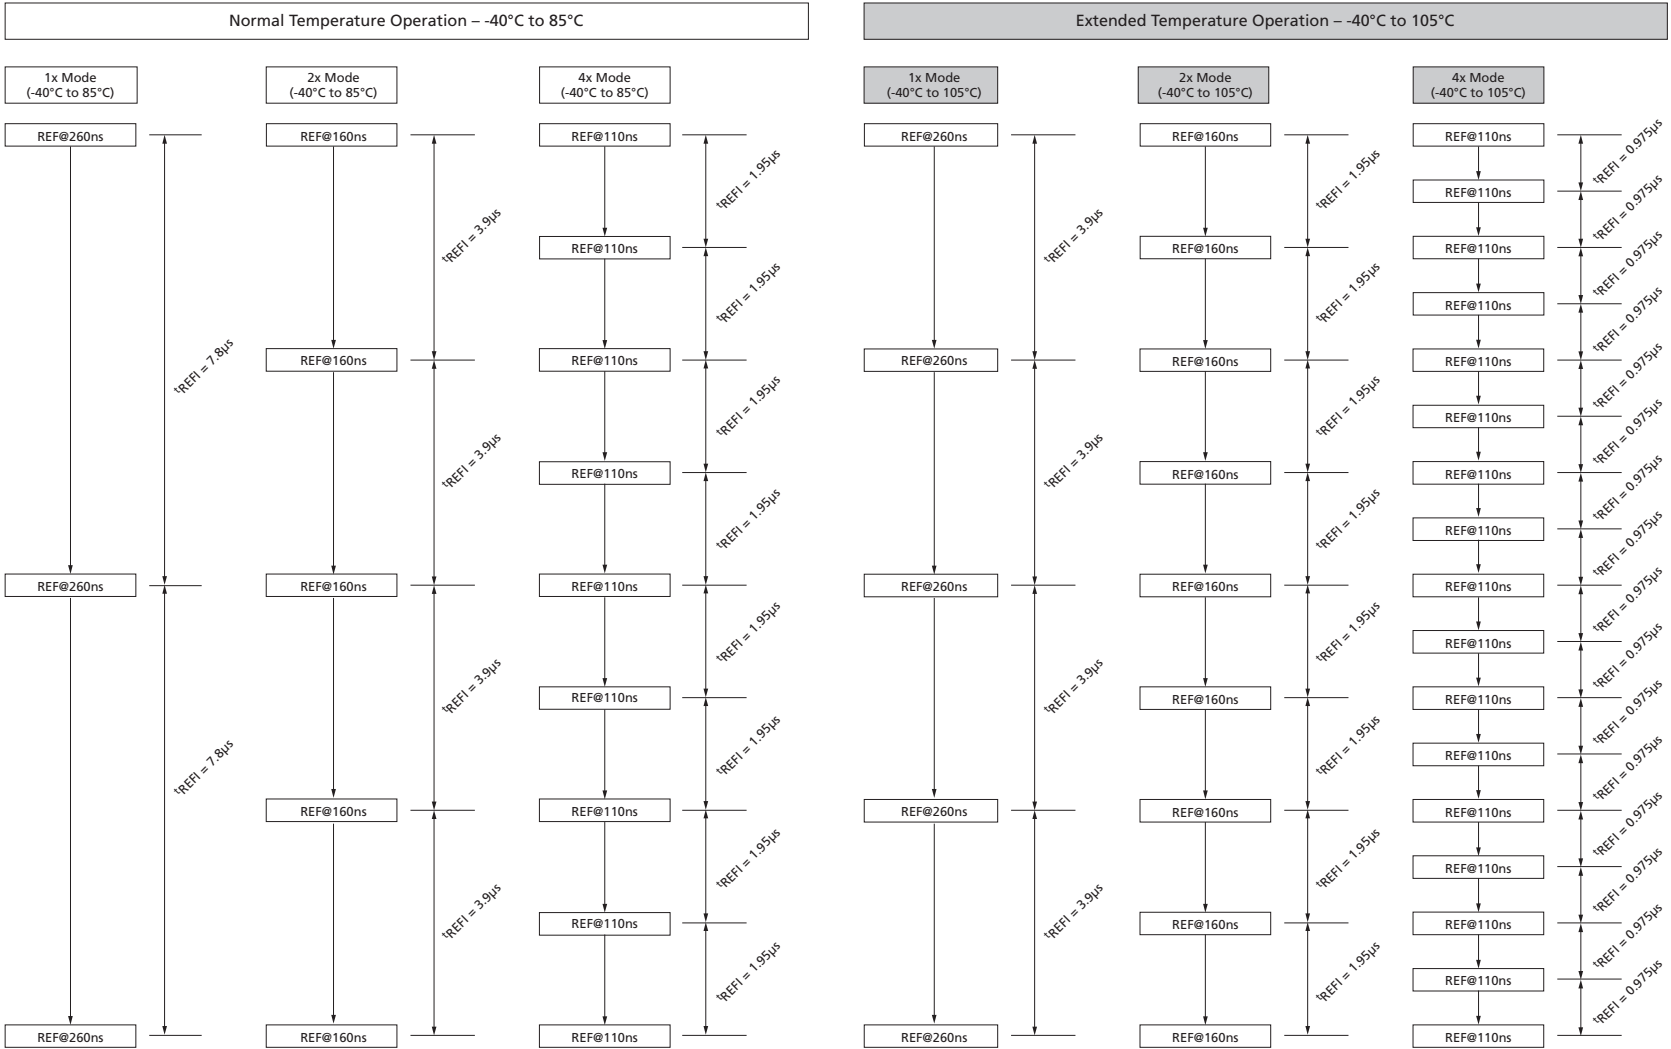 Normal Temperature Operation – -40°C to 85°C
1x Mode
(-40°C to 85°C)
REF@260ns
tREFI = 7.8µs
REF@260ns
tREFI = 7.8µs
REF@260ns
2x Mode
(-40°C to 85°C)
REF@160ns
tREFI = 3.9µs
REF@160ns
tREFI = 3.9µs
REF@160ns
tREFI = 3.9µs
REF@160ns
tREFI = 3.9µs
REF@160ns
4x Mode
(-40°C to 85°C)
REF@110ns
tREFI = 1.95µs
REF@110ns
tREFI = 1.95µs
REF@110ns
tREFI = 1.95µs
REF@110ns
tREFI = 1.95µs
REF@110ns
tREFI = 1.95µs
REF@110ns
tREFI = 1.95µs
REF@110ns
tREFI = 1.95µs
REF@110ns
tREFI = 1.95µs
REF@110ns
Extended Temperature Operation – -40°C to 105°C
1x Mode
(-40°C to 105°C)
REF@260ns
tREFI = 3.9µs
REF@260ns
tREFI = 3.9µs
REF@260ns
tREFI = 3.9µs
REF@260ns
tREFI = 3.9µs
REF@260ns
2x Mode
(-40°C to 105°C)
REF@160ns
tREFI = 1.95µs
REF@160ns
tREFI = 1.95µs
REF@160ns
tREFI = 1.95µs
REF@160ns
tREFI = 1.95µs
REF@160ns
tREFI = 1.95µs
REF@160ns
tREFI = 1.95µs
REF@160ns
tREFI = 1.95µs
REF@160ns
tREFI = 1.95µs
REF@160ns
4x Mode
(-40°C to 105°C)
REF@110ns
tREFI = 0.975µs
REF@110ns
tREFI = 0.975µs
REF@110ns
tREFI = 0.975µs
REF@110ns
tREFI = 0.975µs
REF@110ns
tREFI = 0.975µs
REF@110ns
tREFI = 0.975µs
REF@110ns
tREFI = 0.975µs
REF@110ns
tREFI = 0.975µs
REF@110ns
tREFI = 0.975µs
REF@110ns
tREFI = 0.975µs
REF@110ns
tREFI = 0.975µs
REF@110ns
tREFI = 0.975µs
REF@110ns
tREFI = 0.975µs
REF@110ns
tREFI = 0.975µs
REF@110ns
tREFI = 0.975µs
REF@110ns
tREFI = 0.975µs
REF@110ns